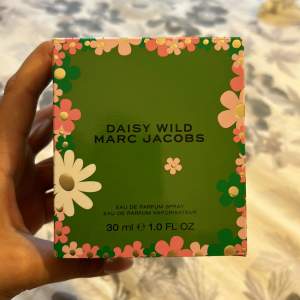 DAISY WILD
MARC JACOBS
EAU DE PARFUM SPRAY
EAU DE PARFUM VAPORISATEUR
30 ml ℮ 1.0 FL OZ